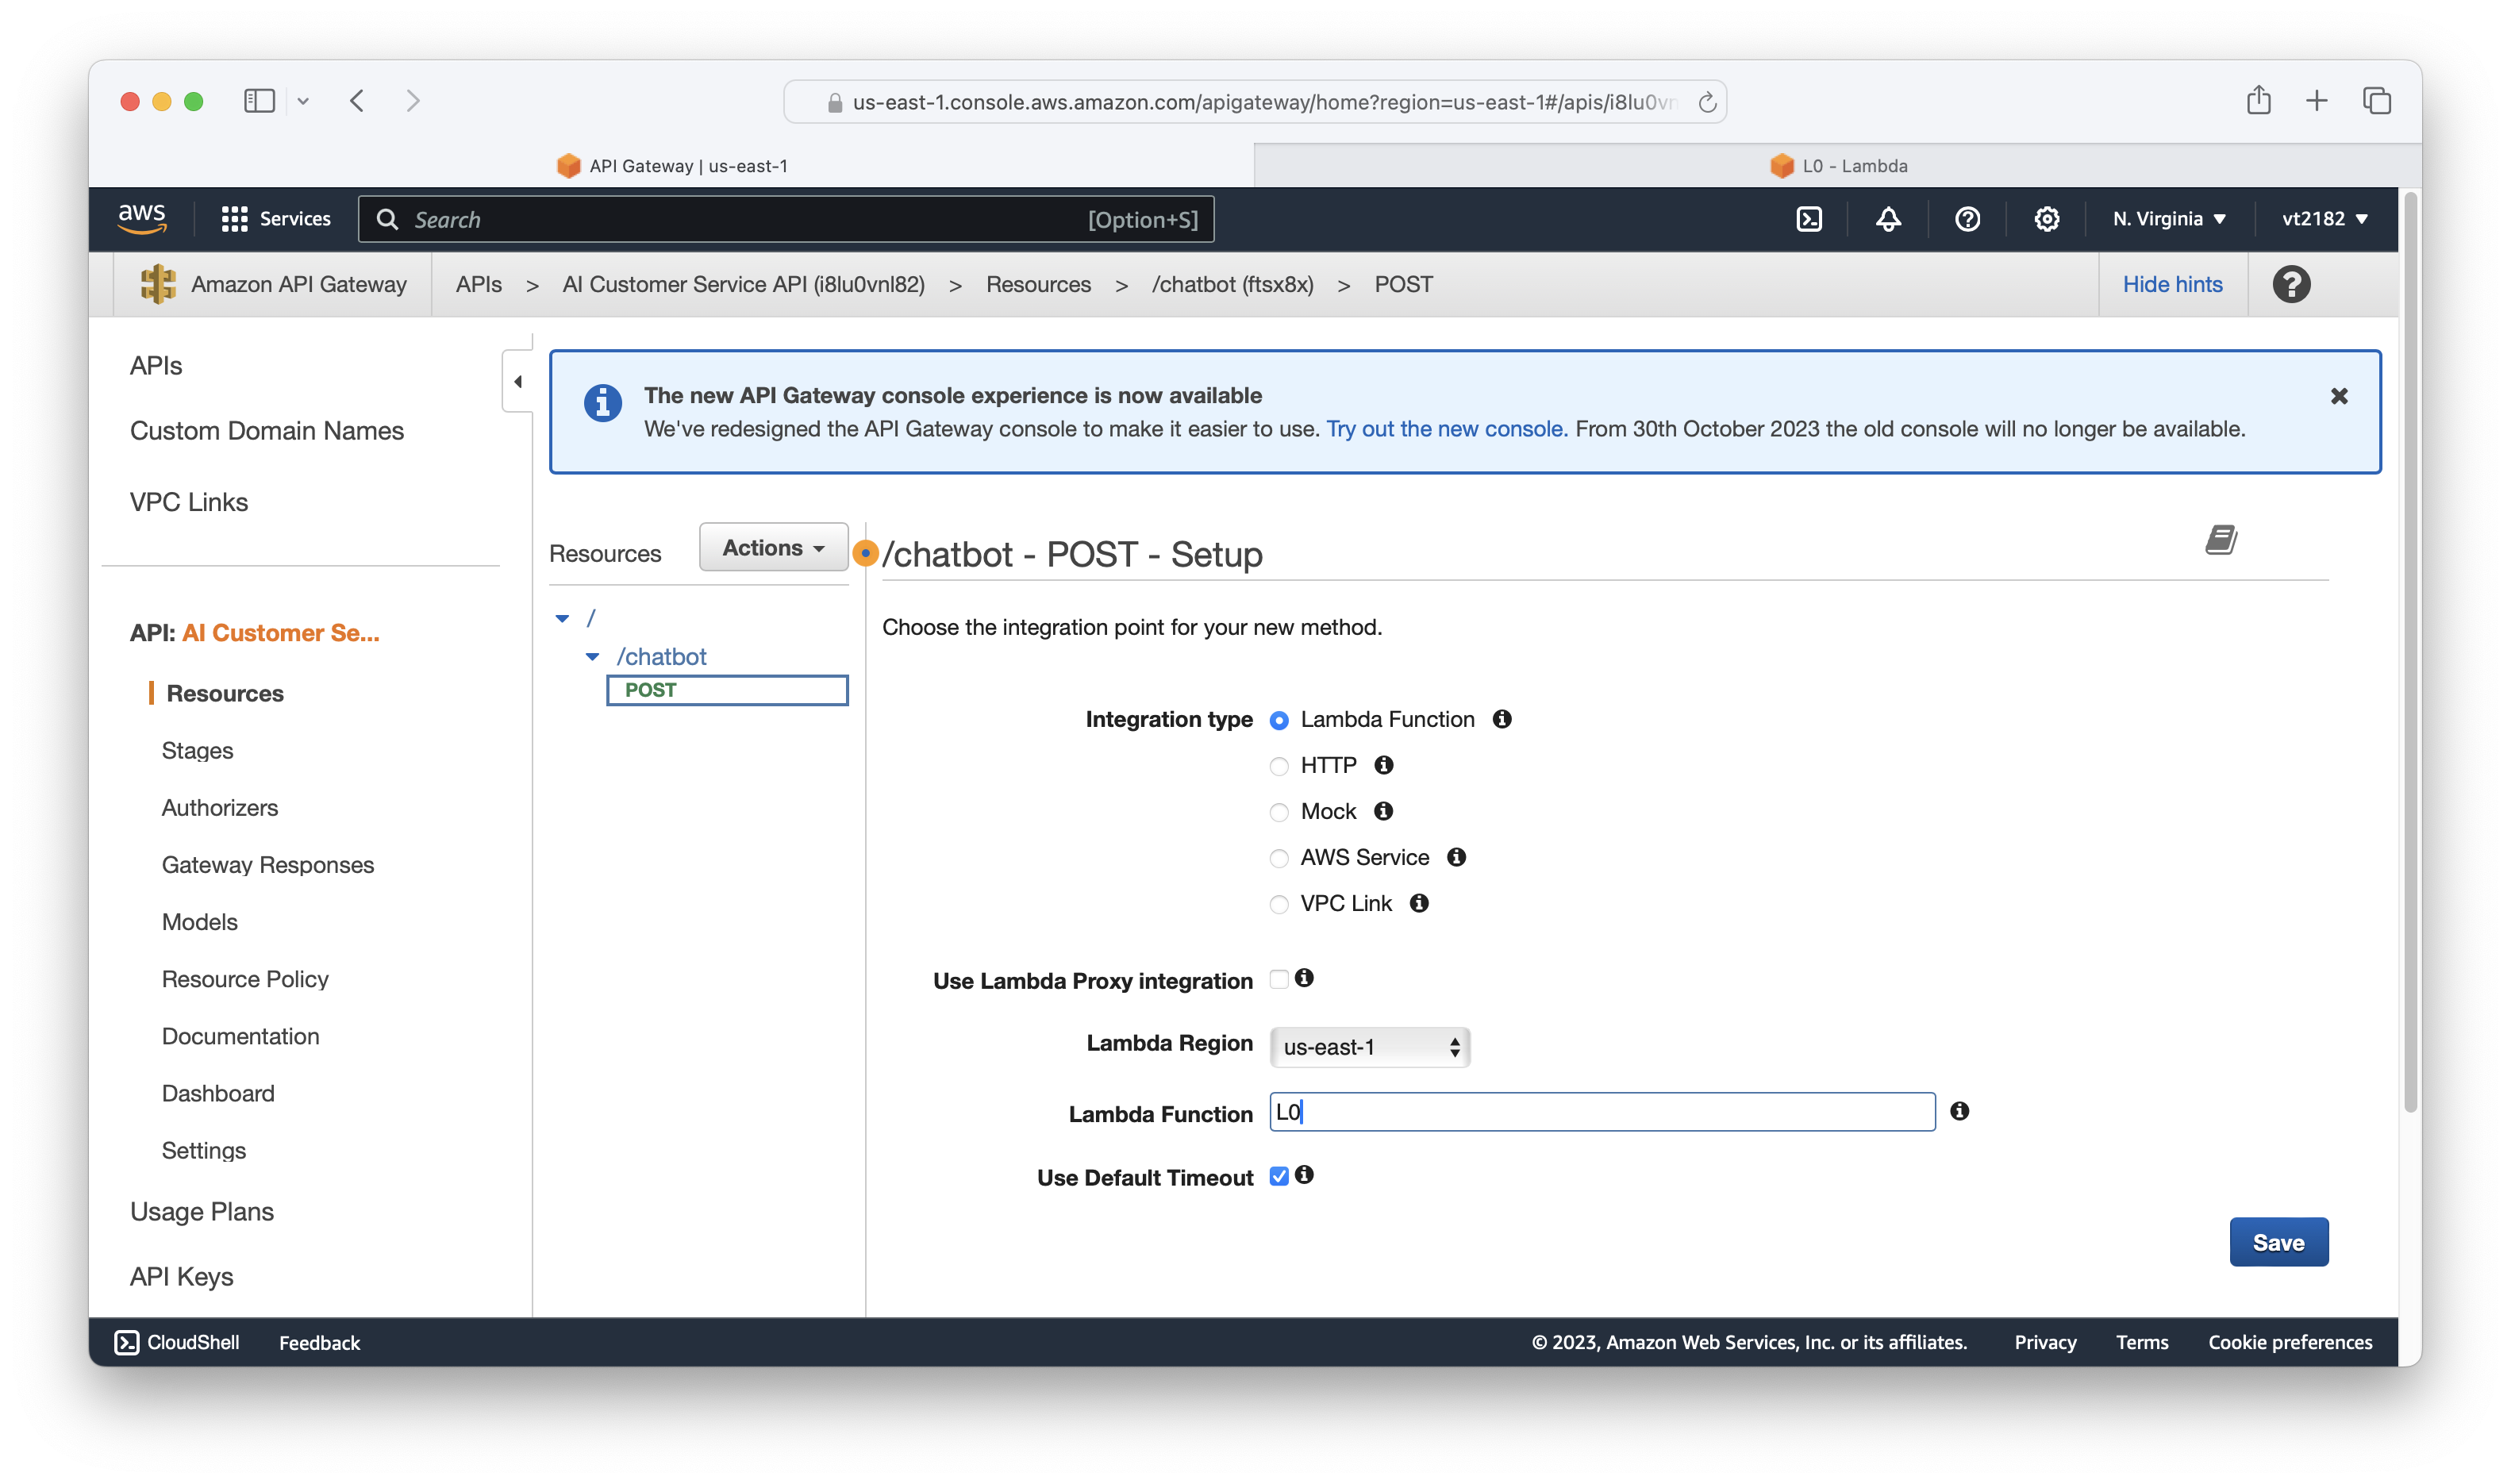 us-east-1.console.aws.amazon.com/apigateway/home?region=us-east-1#/apis/i8lu0vn
API Gateway | us-east-1
L0 - Lambda
aws
Services
Search
[Option+S]
N. Virginia
vt2182
Amazon API Gateway
APIs > AI Customer Service API (i8lu0vnl82) > Resources > /chatbot (ftsx8x) > POST
Hide hints
APIs
Custom Domain Names
VPC Links
API: AI Customer Se...
Resources
Stages
Authorizers
Gateway Responses
Models
Resource Policy
Documentation
Dashboard
Settings
Usage Plans
API Keys
The new API Gateway console experience is now available
We've redesigned the API Gateway console to make it easier to use. Try out the new console. From 30th October 2023 the old console will no longer be available.
Resources
Actions
/
/chatbot
POST
/chatbot - POST - Setup
Choose the integration point for your new method.
Integration type
Lambda Function
HTTP
Mock
AWS Service
VPC Link
Use Lambda Proxy integration
Lambda Region
us-east-1
Lambda Function
L0
Use Default Timeout
Save
CloudShell
Feedback
© 2023, Amazon Web Services, Inc. or its affiliates.
Privacy
Terms
Cookie preferences